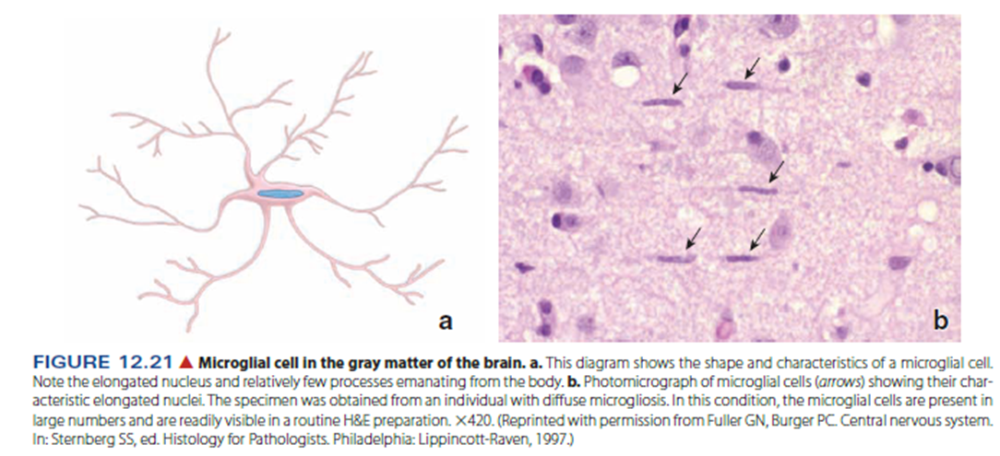 a
b
FIGURE 12.21 ▲ Microglial cell in the gray matter of the brain. a. This diagram shows the shape and characteristics of a microglial cell.
Note the elongated nucleus and relatively few processes emanating from the body. b. Photomicrograph of microglial cells (arrows) showing their char-
acteristic elongated nuclei. The specimen was obtained from an individual with diffuse microgliosis. In this condition, the microglial cells are present in
large numbers and are readily visible in a routine H&E preparation. ×420. (Reprinted with permission from Fuller GN, Burger PC. Central nervous system.
In: Sternberg SS, ed. Histology for Pathologists. Philadelphia: Lippincott-Raven, 1997.)